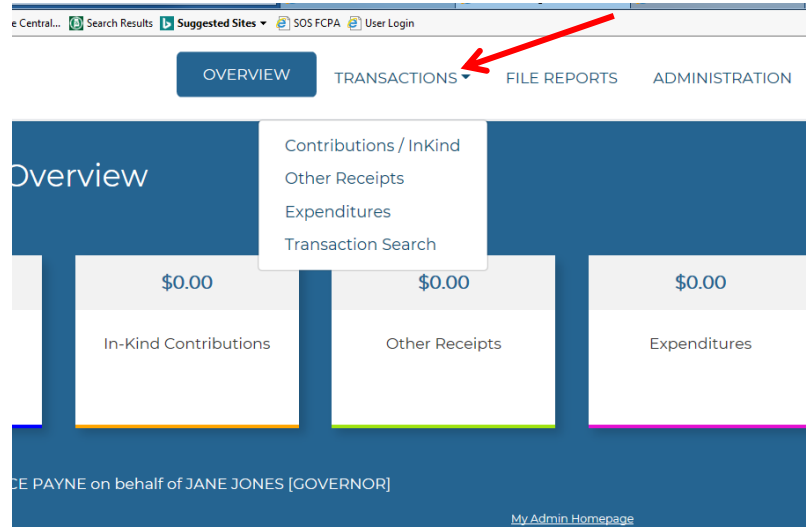 e Central... Search Results Suggested Sites SOS FCPA User Login
OVERVIEW TRANSACTIONS FILE REPORTS ADMINISTRATION
Contributions / InKind
Overview
Other Receipts
Expenditures
Transaction Search
$0.00 $0.00 $0.00
In-Kind Contributions Other Receipts Expenditures
CE PAYNE on behalf of JANE JONES [GOVERNOR]
My Admin Homepage